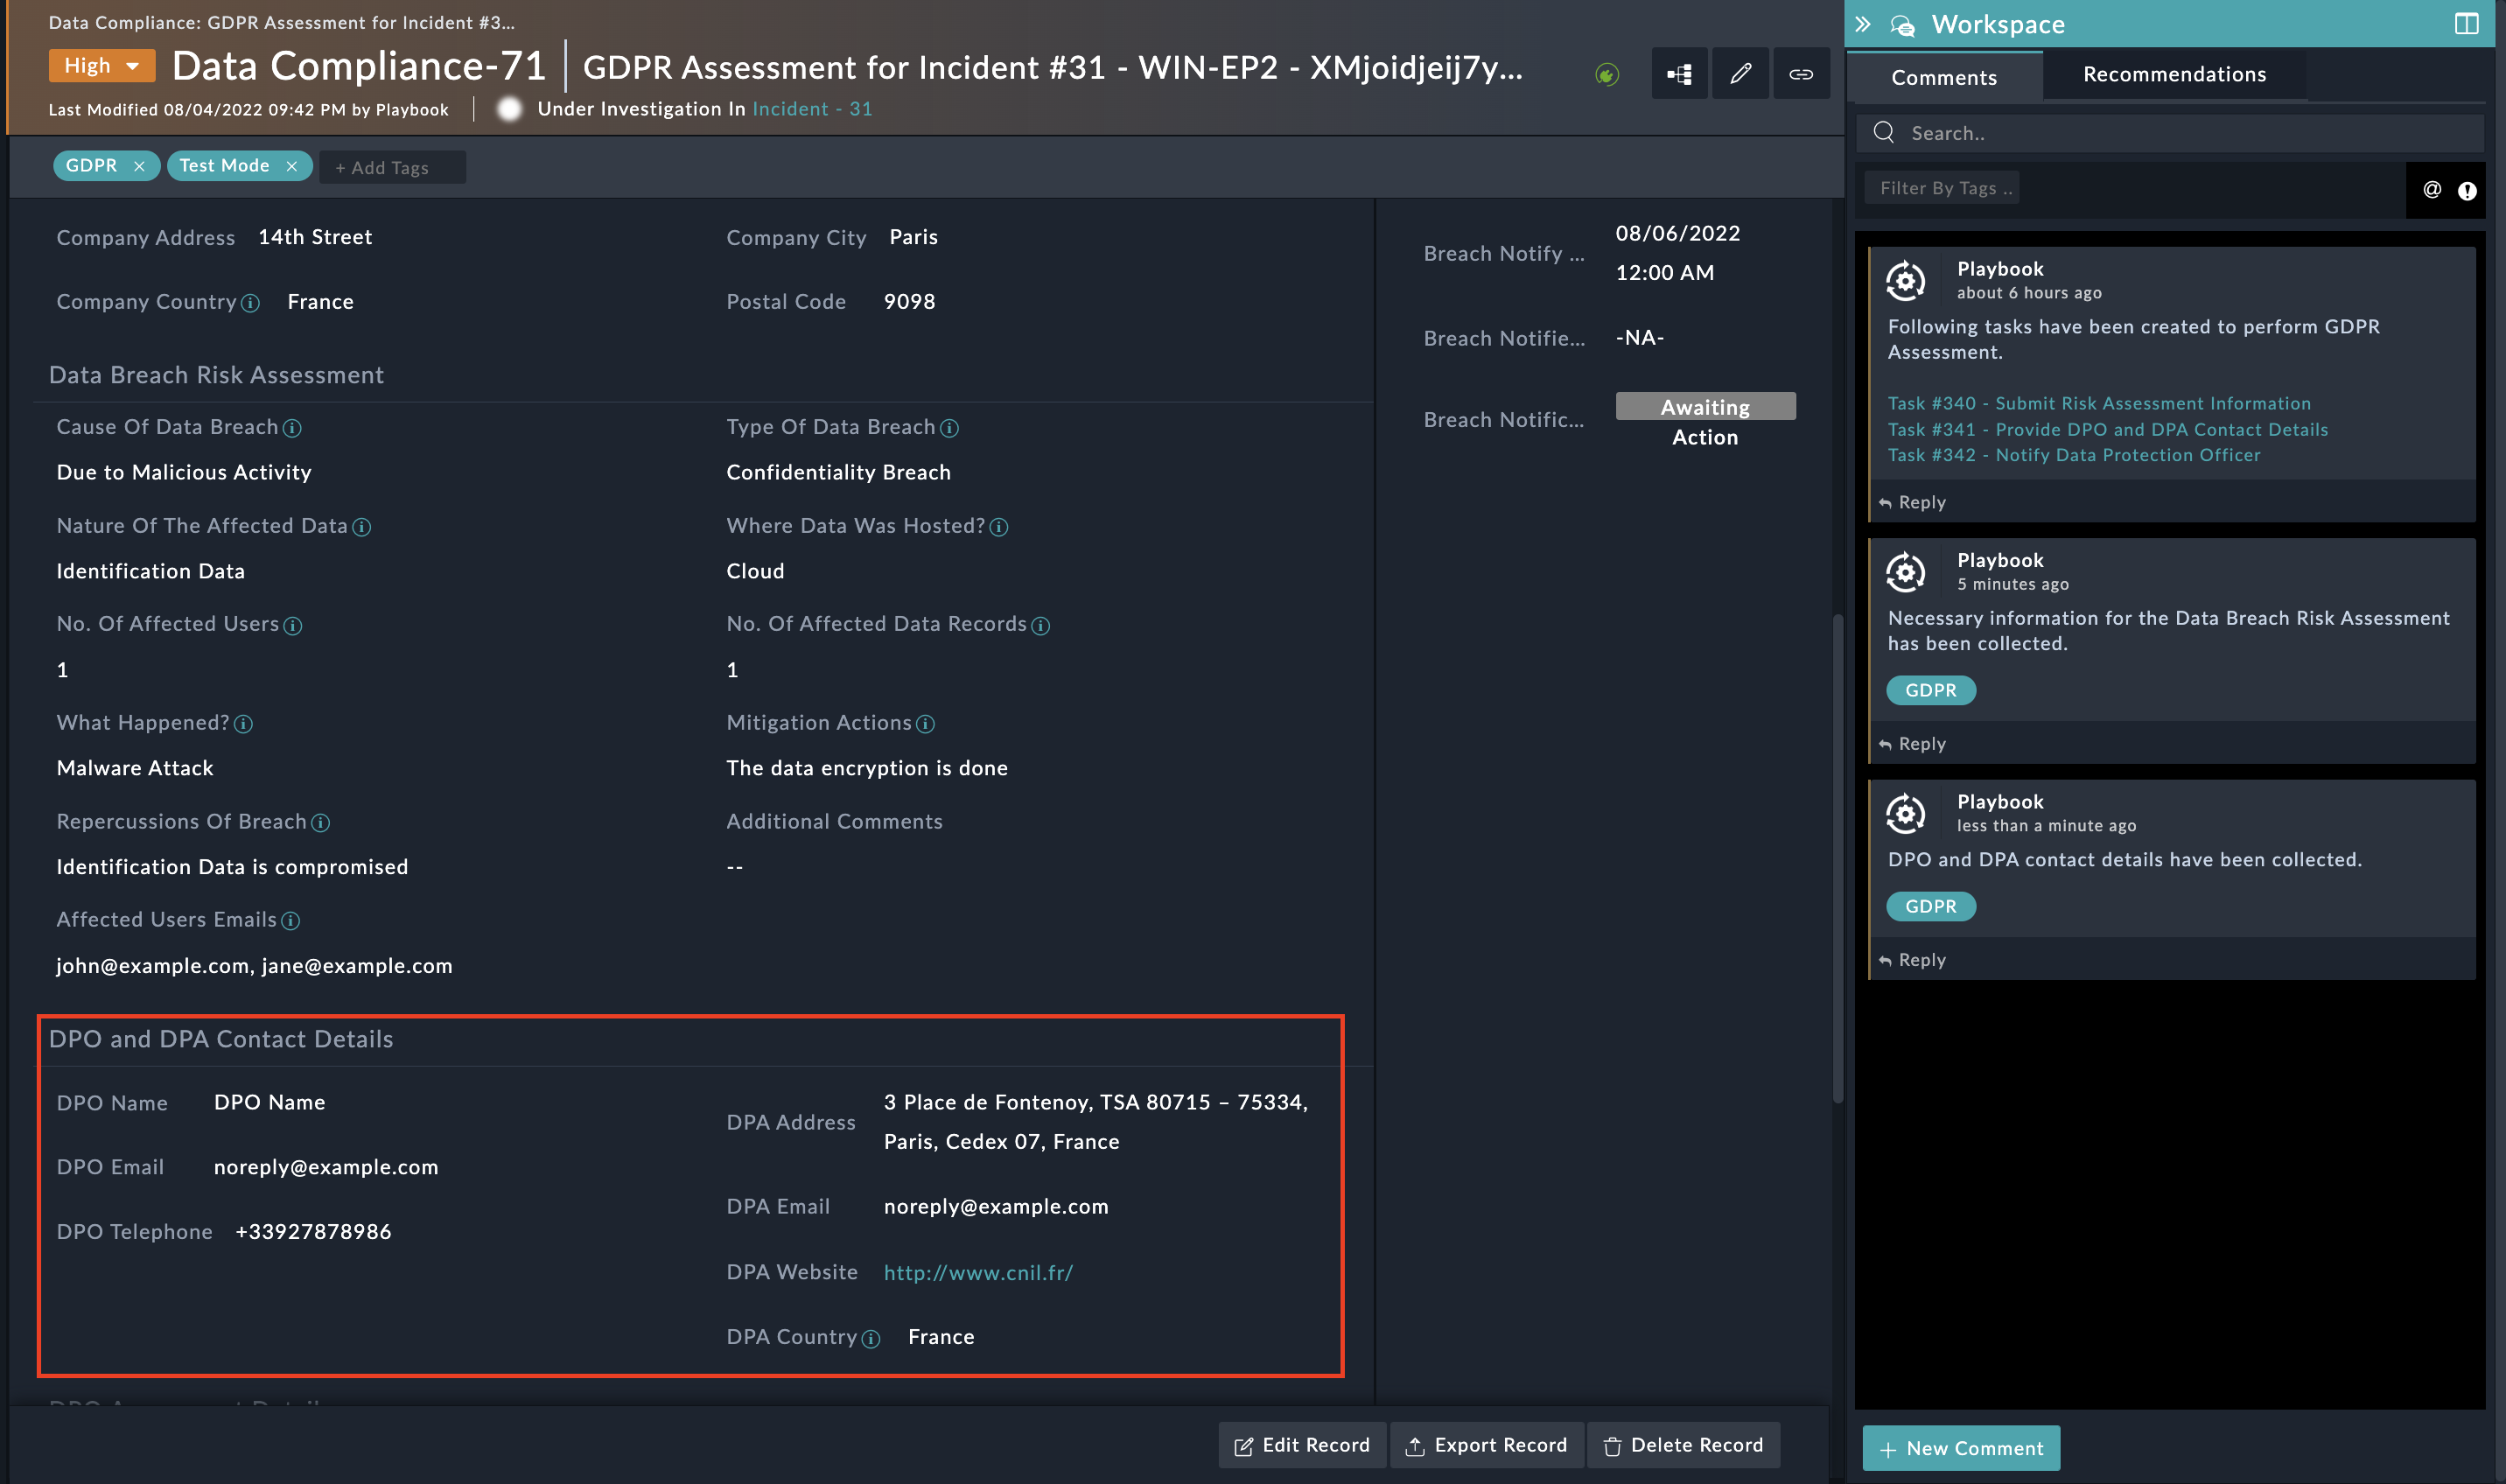 Data Compliance: GDPR Assessment for Incident #3...
High
Data Compliance-71
GDPR Assessment for Incident #31 - WIN-EP2 - XMjoidjeij7y...
Last Modified 08/04/2022 09:42 PM by Playbook
Under Investigation In Incident - 31
GDPR ×
Test Mode ×
+ Add Tags
Company Address 14th Street
Company City Paris
Company Country France
Postal Code 9098
Data Breach Risk Assessment
Cause Of Data Breach
Due to Malicious Activity
Type Of Data Breach
Confidentiality Breach
Nature Of The Affected Data
Identification Data
Where Data Was Hosted?
Cloud
No. Of Affected Users
1
No. Of Affected Data Records
1
What Happened?
Malware Attack
Mitigation Actions
The data encryption is done
Repercussions Of Breach
Identification Data is compromised
Additional Comments
--
Affected Users Emails
john@example.com, jane@example.com
DPO and DPA Contact Details
DPO Name DPO Name
DPO Email noreply@example.com
DPO Telephone +33927878986
DPA Address
3 Place de Fontenoy, TSA 80715 – 75334,
Paris, Cedex 07, France
DPA Email noreply@example.com
DPA Website http://www.cnil.fr/
DPA Country France
Breach Notify ...
08/06/2022
12:00 AM
Breach Notifie... -NA-
Breach Notific...
Awaiting
Action
Edit Record
Export Record
Delete Record
Workspace
Comments
Recommendations
Search..
Filter By Tags ..
@
Playbook
about 6 hours ago
Following tasks have been created to perform GDPR
Assessment.
Task #340 - Submit Risk Assessment Information
Task #341 - Provide DPO and DPA Contact Details
Task #342 - Notify Data Protection Officer
Reply
Playbook
5 minutes ago
Necessary information for the Data Breach Risk Assessment
has been collected.
GDPR
Reply
Playbook
less than a minute ago
DPO and DPA contact details have been collected.
GDPR
Reply
+ New Comment